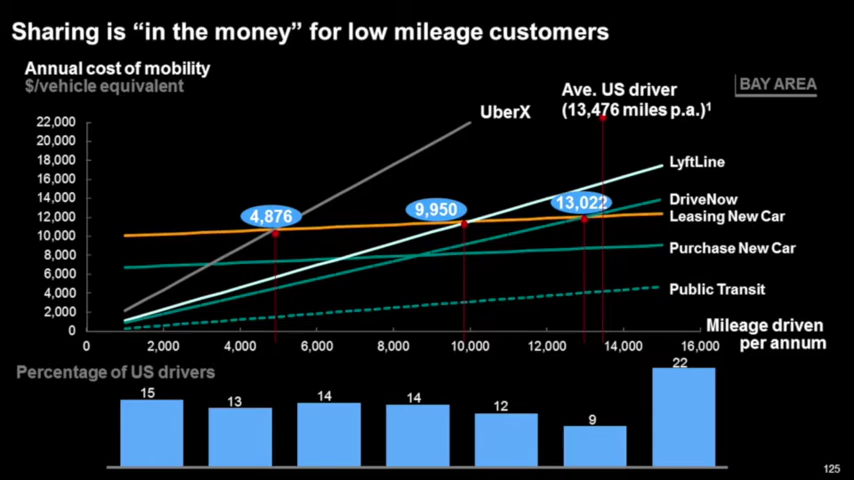 Sharing is “in the money” for low mileage customers
Annual cost of mobility
$/vehicle equivalent
BAY AREA
Ave. US driver
(13,476 miles p.a.)¹
UberX
LyftLine
DriveNow
Leasing New Car
Purchase New Car
Public Transit
22,000
20,000
18,000
16,000
14,000
12,000
10,000
8,000
6,000
4,000
2,000
0
4,876
9,950
13,022
0
2,000
4,000
6,000
8,000
10,000
12,000
14,000
16,000
Mileage driven
per annum
Percentage of US drivers
15
13
14
14
12
9
22
125